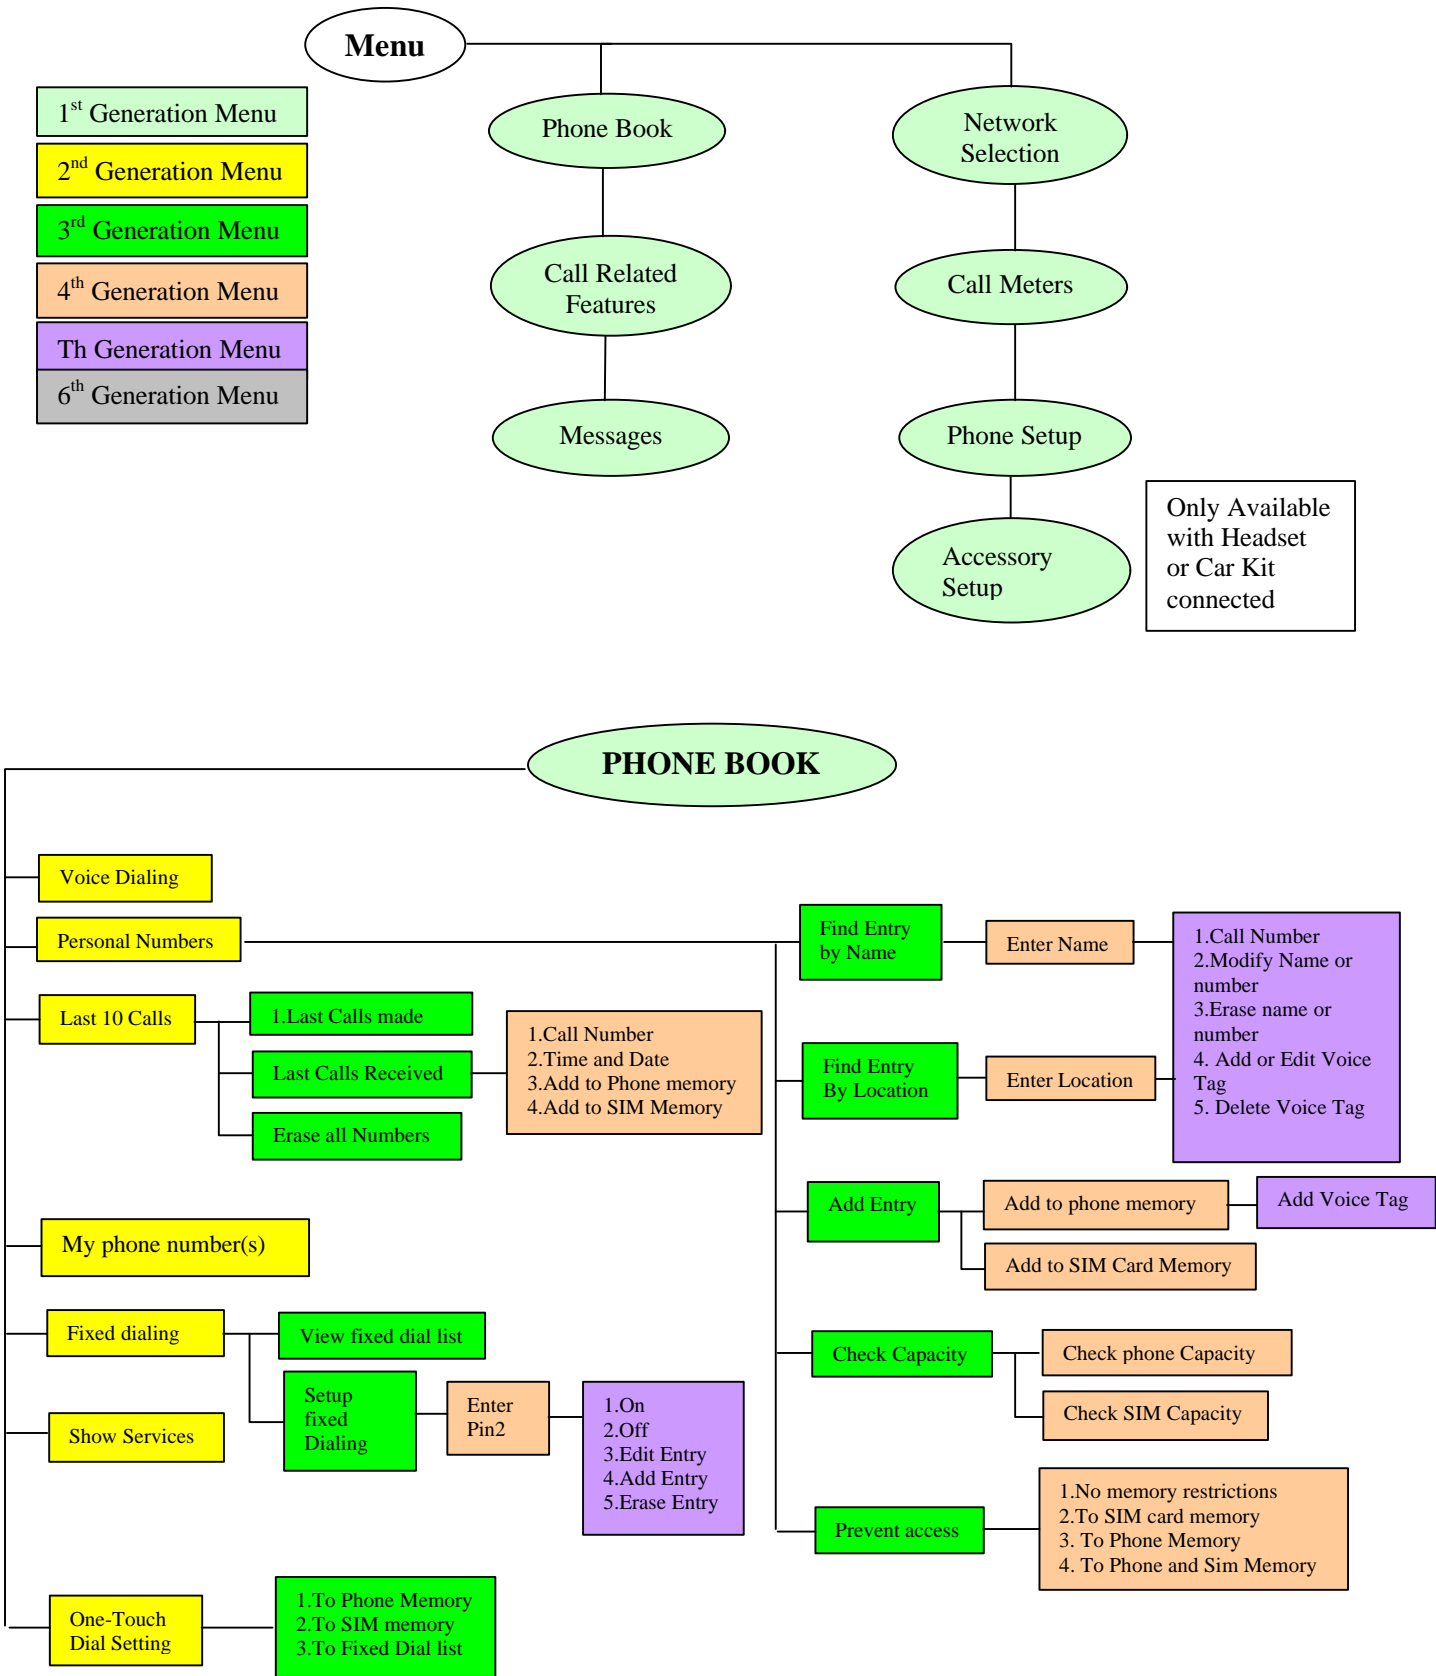 Menu
1st Generation Menu
2nd Generation Menu
3rd Generation Menu
4th Generation Menu
Th Generation Menu
6th Generation Menu
Phone Book
Call Related
Features
Messages
Network
Selection
Call Meters
Phone Setup
Accessory
Setup
Only Available
with Headset
or Car Kit
connected
PHONE BOOK
Voice Dialing
Personal Numbers
Last 10 Calls
1.Last Calls made
Last Calls Received
Erase all Numbers
1.Call Number
2.Time and Date
3.Add to Phone memory
4.Add to SIM Memory
My phone number(s)
Fixed dialing
View fixed dial list
Setup
fixed
Dialing
Enter
Pin2
1.On
2.Off
3.Edit Entry
4.Add Entry
5.Erase Entry
Show Services
One-Touch
Dial Setting
1.To Phone Memory
2.To SIM memory
3.To Fixed Dial list
Find Entry
by Name
Enter Name
1.Call Number
2.Modify Name or
number
3.Erase name or
number
4. Add or Edit Voice
Tag
5. Delete Voice Tag
Find Entry
By Location
Enter Location
Add Entry
Add to phone memory
Add Voice Tag
Add to SIM Card Memory
Check Capacity
Check phone Capacity
Check SIM Capacity
Prevent access
1.No memory restrictions
2.To SIM card memory
3. To Phone Memory
4. To Phone and Sim Memory